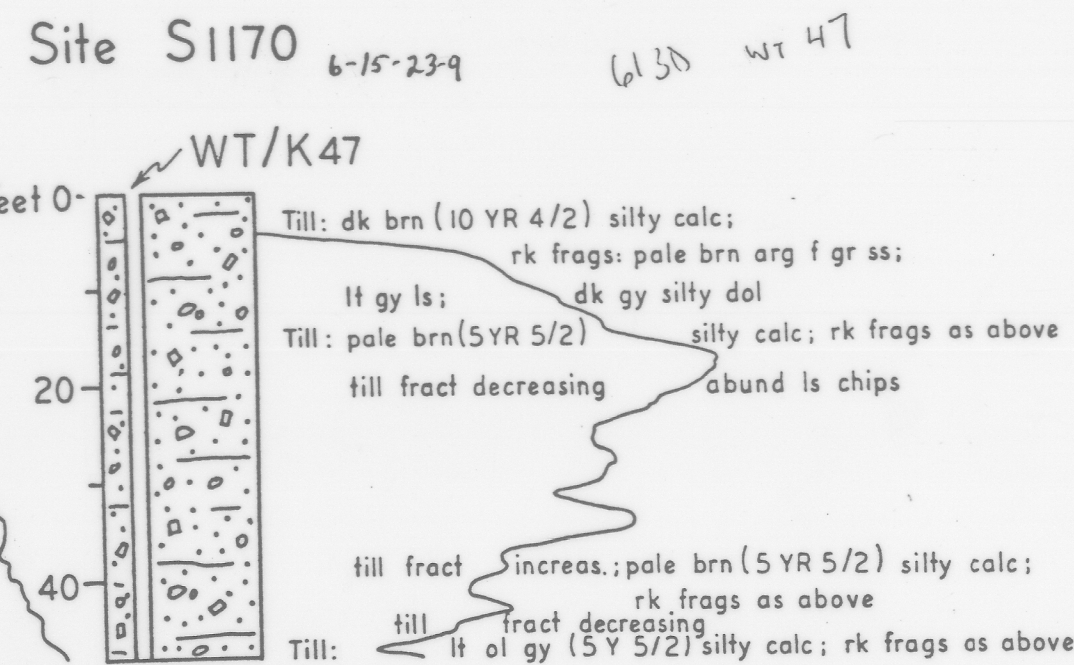 Site S1170 6-15-23-9 613D WT 47
WT/K47
eet 0-
Till: dk brn (10 YR 4/2) silty calc;
rk frags: pale brn arg f gr ss;
lt gy ls; dk gy silty dol
Till: pale brn (5 YR 5/2) silty calc; rk frags as above
20
till fract decreasing abund ls chips
till fract increas.; pale brn (5 YR 5/2) silty calc;
40
rk frags as above
till fract decreasing
Till: lt ol gy (5 Y 5/2) silty calc; rk frags as above